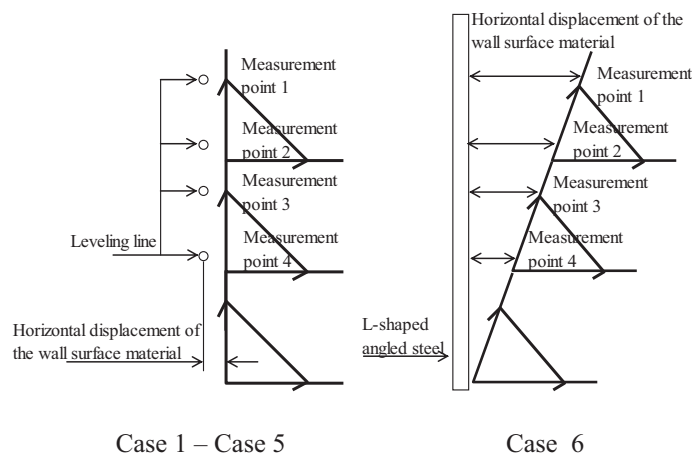 Measurement
point 1
Measurement
point 2
Measurement
point 3
Measurement
point 4
Leveling line
Horizontal displacement of
the wall surface material
Case 1 – Case 5
Horizontal displacement of the
wall surface material
Measurement
point 1
Measurement
point 2
Measurement
point 3
Measurement
point 4
L-shaped
angled steel
Case 6